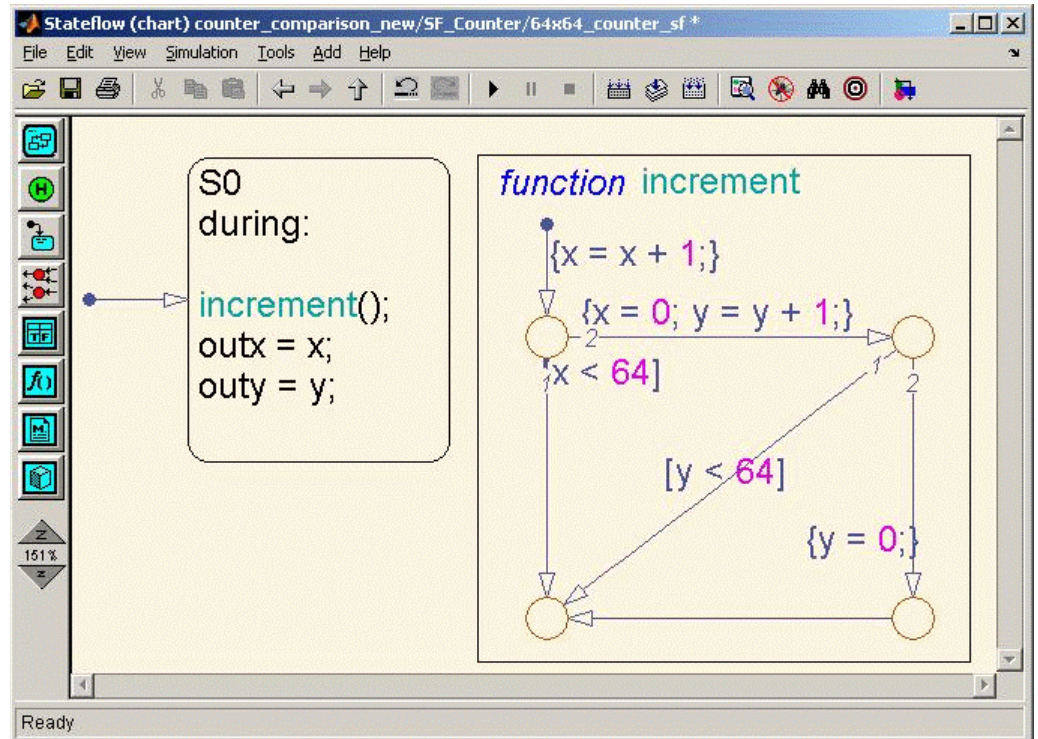 Stateflow (chart) counter_comparison_new/SF_Counter/64x64_counter_sf *
File Edit View Simulation Tools Add Help
S0
during:
increment();
outx = x;
outy = y;
function increment
{x = x + 1;}
{x = 0; y = y + 1;}
2
[x < 64]
1
1
2
[y < 64]
{y = 0;}
H
TF
f()
M
Z
151%
Z
Ready